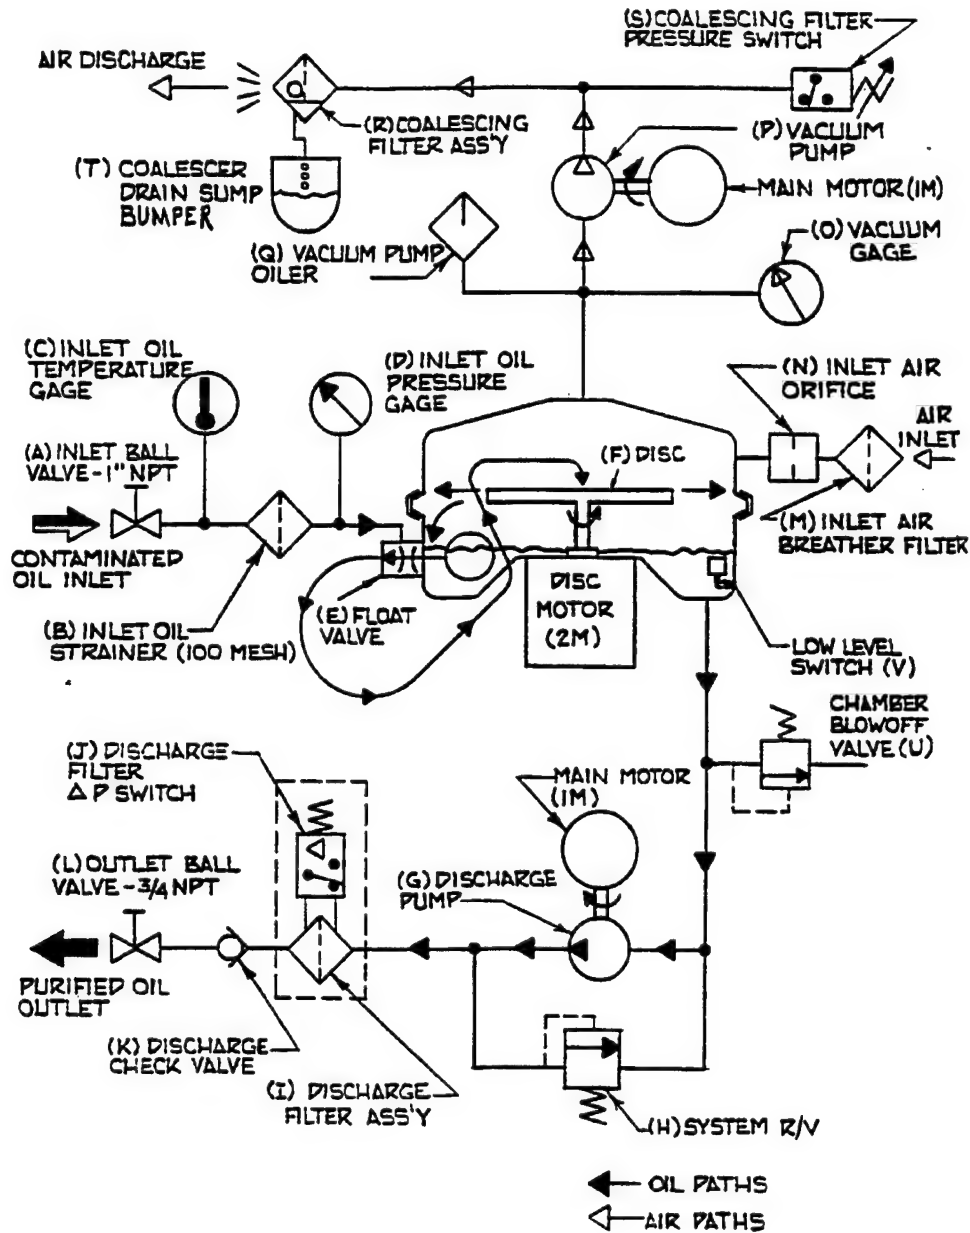 (S) COALESCING FILTER
PRESSURE SWITCH
AIR DISCHARGE
(R) COALESCING
FILTER ASS'Y
(P) VACUUM
PUMP
(T) COALESCER
DRAIN SUMP
BUMPER
MAIN MOTOR (1M)
(Q) VACUUM PUMP
OILER
(O) VACUUM
GAGE
(C) INLET OIL
TEMPERATURE
GAGE
(D) INLET OIL
PRESSURE
GAGE
(N) INLET AIR
ORIFICE
AIR
INLET
(A) INLET BALL
VALVE-1" NPT
(F) DISC
(M) INLET AIR
BREATHER FILTER
CONTAMINATED
OIL INLET
DISC
MOTOR
(2M)
(E) FLOAT
VALVE
(B) INLET OIL
STRAINER (100 MESH)
LOW LEVEL
SWITCH (V)
CHAMBER
BLOWOFF
VALVE (U)
(J) DISCHARGE
FILTER
Δ P SWITCH
MAIN MOTOR
(1M)
(L) OUTLET BALL
VALVE-3/4 NPT
(G) DISCHARGE
PUMP
PURIFIED OIL
OUTLET
(K) DISCHARGE
CHECK VALVE
(I) DISCHARGE
FILTER ASS'Y
(H) SYSTEM R/V
OIL PATHS
AIR PATHS